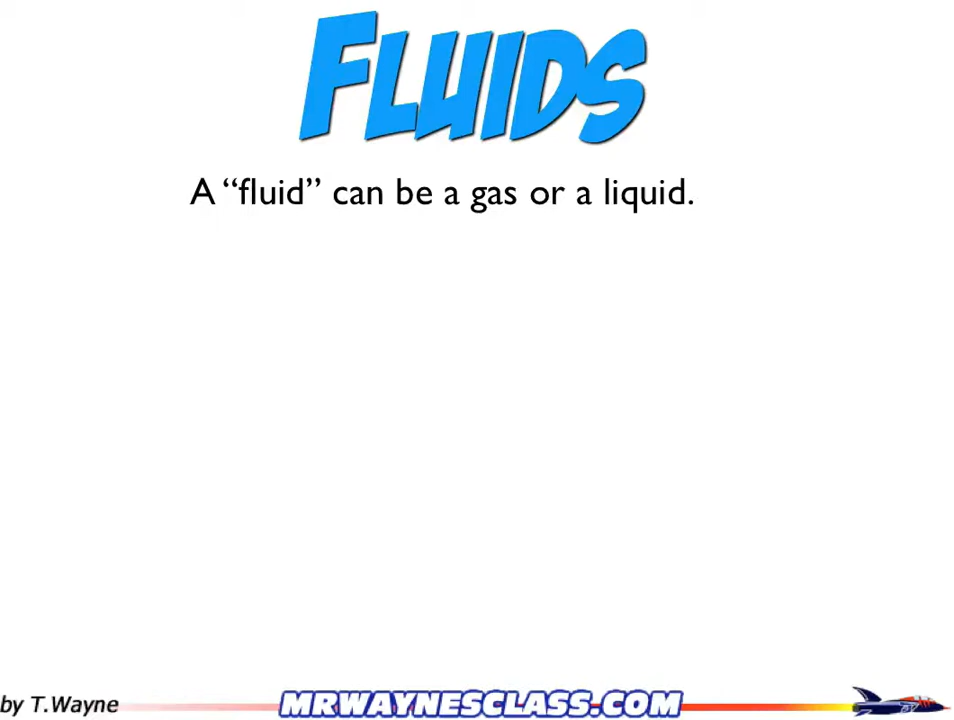 FLUIDS
A “fluid” can be a gas or a liquid.
by T.Wayne
MRWAYNESCLASS.COM